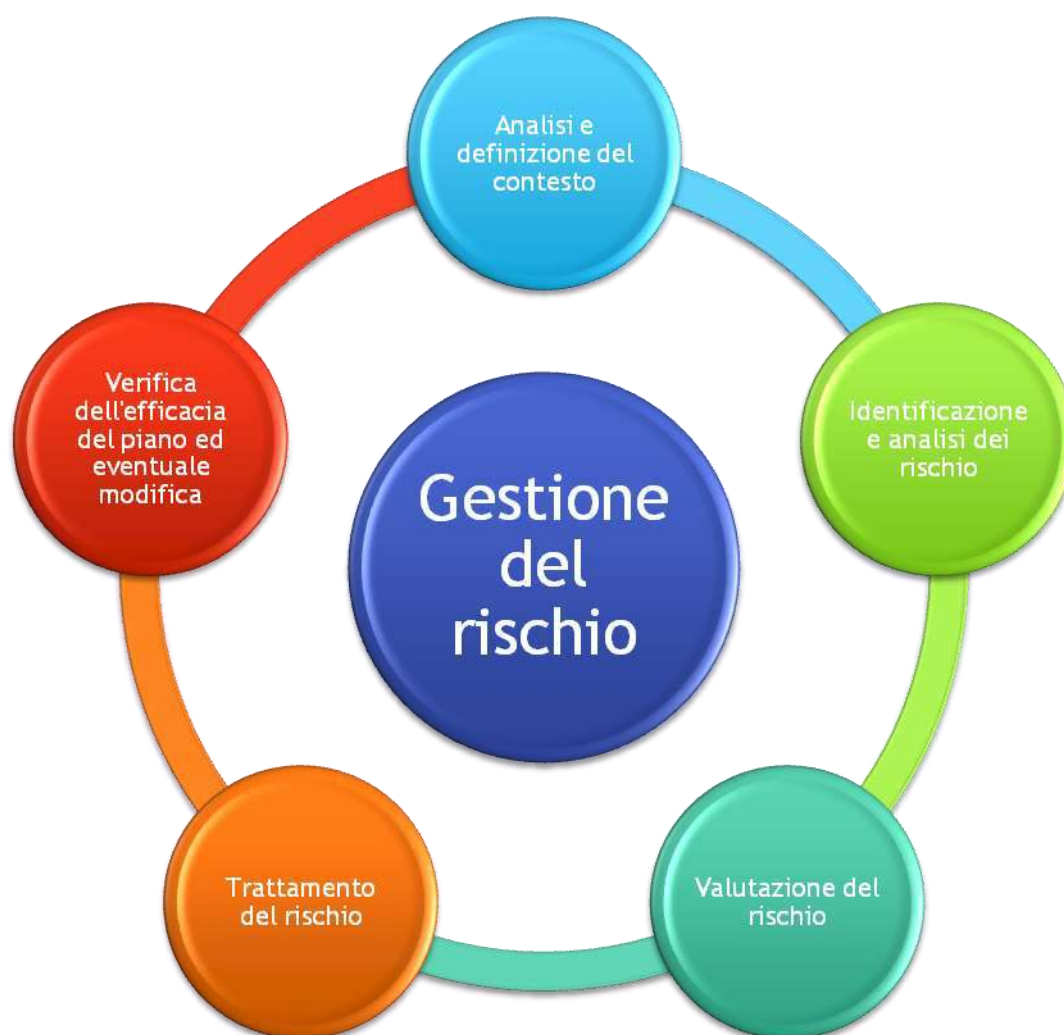 Analisi e
definizione del
contesto
Identificazione
e analisi dei
rischio
Valutazione del
rischio
Trattamento
del rischio
Verifica
dell'efficacia
del piano ed
eventuale
modifica
Gestione
del
rischio